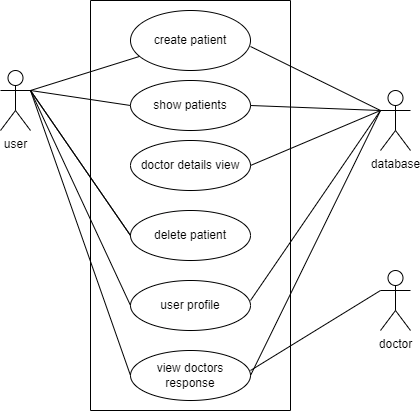 create patient
show patients
user
doctor details view
database
delete patient
user profile
doctor
view doctors
response